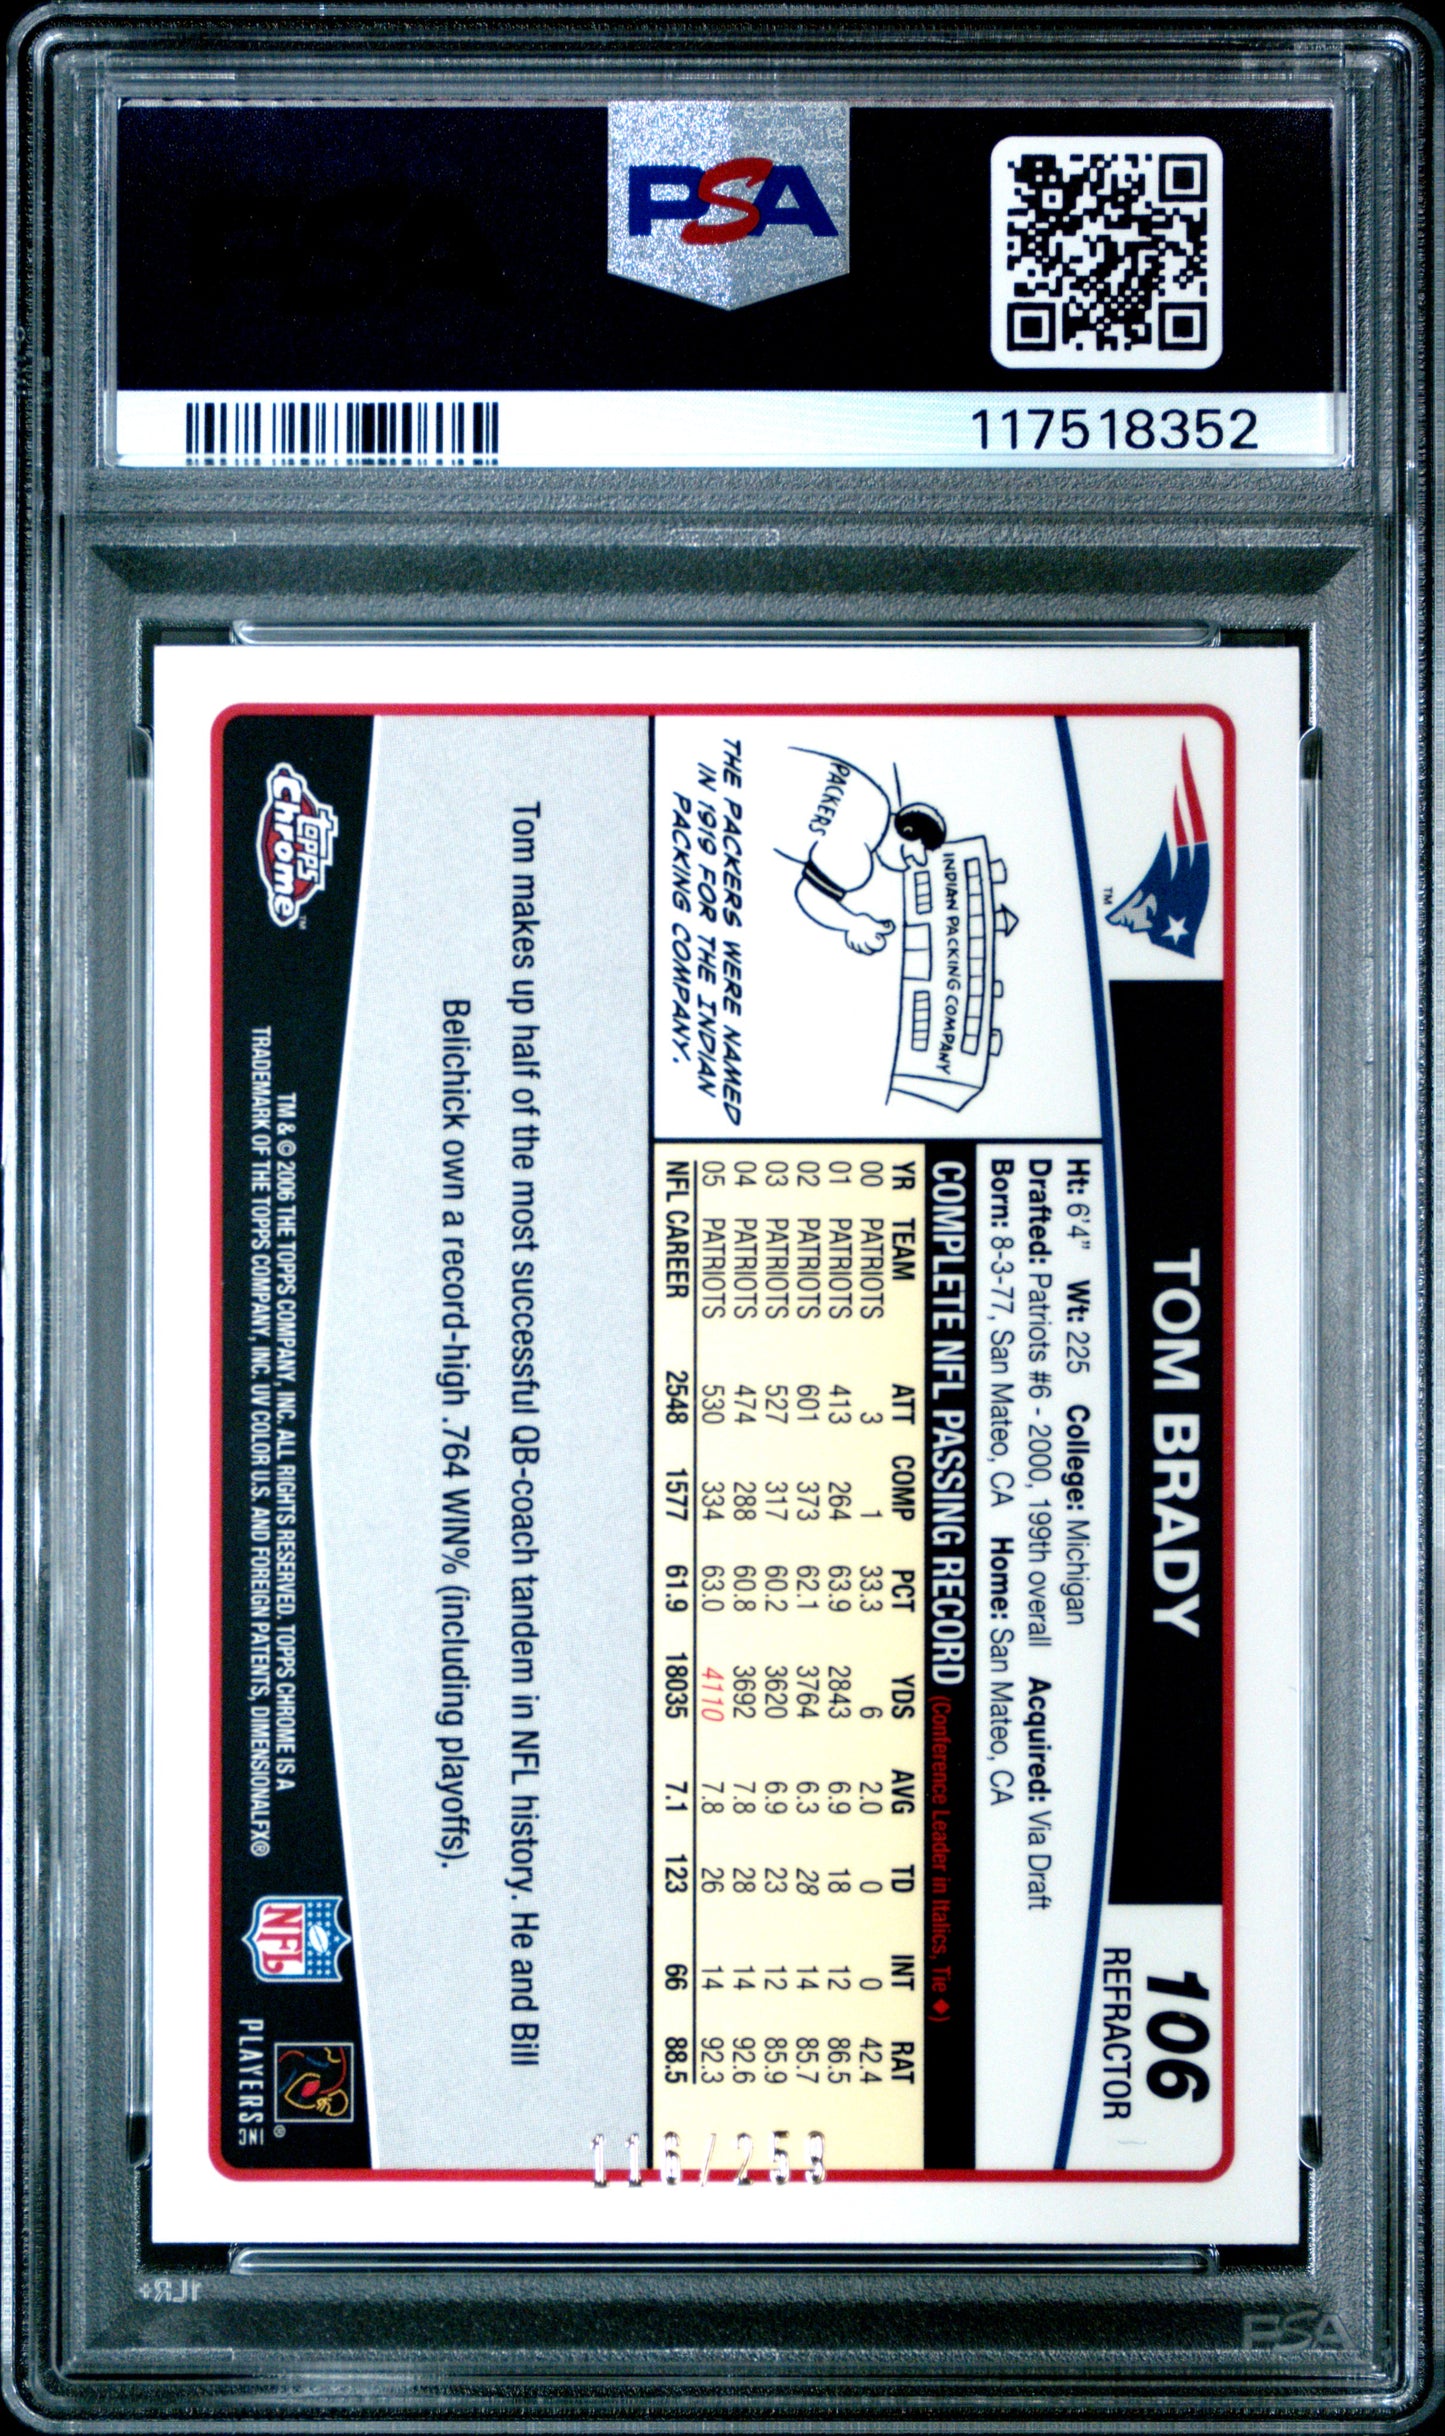 PSA
117518352
TOM BRADY
106
REFRACTOR
TM
Ht: 6'4" Wt: 225 College: Michigan
Drafted: Patriots #6 - 2000, 199th overall Acquired: Via Draft
Born: 8-3-77, San Mateo, CA Home: San Mateo, CA
INDIAN PACKING COMPANY
PACKERS
THE PACKERS WERE NAMED
IN 1919 FOR THE INDIAN
PACKING COMPANY.
COMPLETE NFL PASSING RECORD (Conference Leader in Italics, Tie ♦)
YR TEAM ATT COMP PCT YDS AVG TD INT RAT
00 PATRIOTS 3 1 33.3 6 2.0 0 0 42.4
01 PATRIOTS 413 264 63.9 2843 6.9 18 12 86.5
02 PATRIOTS 601 373 62.1 3764 6.3 28 14 85.7
03 PATRIOTS 527 317 60.2 3620 6.9 23 12 85.9
04 PATRIOTS 474 288 60.8 3692 7.8 28 14 92.6
05 PATRIOTS 530 334 63.0 4110 7.8 26 14 92.3
NFL CAREER 2548 1577 61.9 18035 7.1 123 66 88.5
116/255
Tom makes up half of the most successful QB-coach tandem in NFL history. He and Bill
Belichick own a record-high .764 WIN% (including playoffs).
topps
Chrome™
TM & © 2006 THE TOPPS COMPANY, INC. ALL RIGHTS RESERVED. TOPPS CHROME IS A
TRADEMARK OF THE TOPPS COMPANY, INC. UV COLOR U.S. AND FOREIGN PATENTS, DIMENSIONALFX®
NFL
®
PLAYERS INC
1LR+
PSA